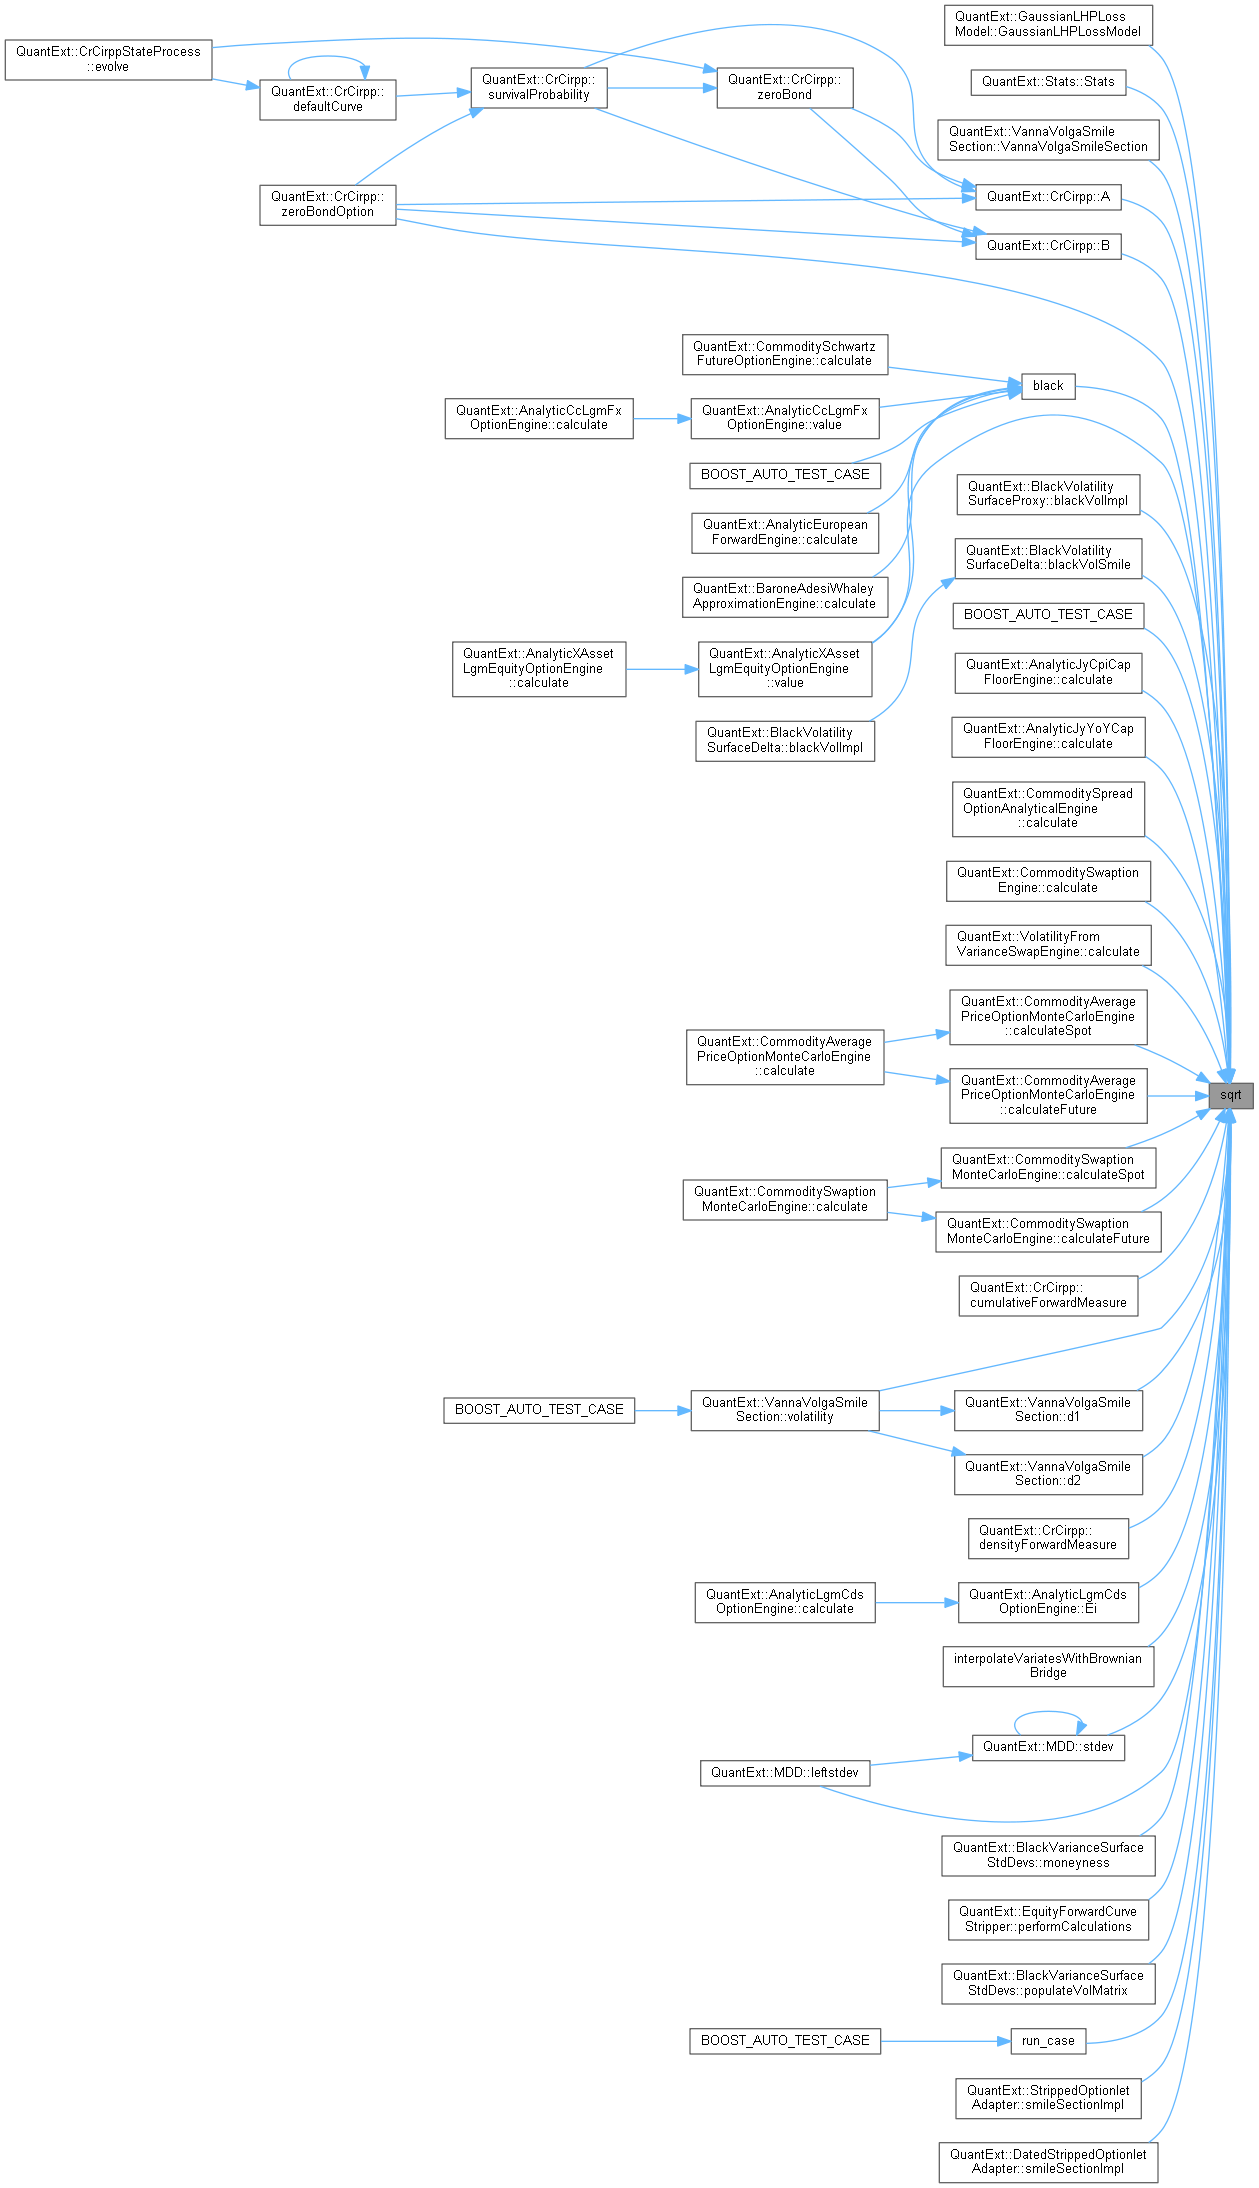 QuantExt::GaussianLHPLoss
Model::GaussianLHPLossModel
QuantExt::CrCirppStateProcess
::evolve
QuantExt::CrCirpp::
defaultCurve
QuantExt::CrCirpp::
survivalProbability
QuantExt::CrCirpp::
zeroBond
QuantExt::Stats::Stats
QuantExt::VannaVolgaSmile
Section::VannaVolgaSmileSection
QuantExt::CrCirpp::
zeroBondOption
QuantExt::CrCirpp::A
QuantExt::CrCirpp::B
QuantExt::CommoditySchwartz
FutureOptionEngine::calculate
black
QuantExt::AnalyticCcLgmFx
OptionEngine::calculate
QuantExt::AnalyticCcLgmFx
OptionEngine::value
BOOST_AUTO_TEST_CASE
QuantExt::BlackVolatility
SurfaceProxy::blackVolImpl
QuantExt::AnalyticEuropean
ForwardEngine::calculate
QuantExt::BlackVolatility
SurfaceDelta::blackVolSmile
QuantExt::BaroneAdesiWhaley
ApproximationEngine::calculate
BOOST_AUTO_TEST_CASE
QuantExt::AnalyticXAsset
LgmEquityOptionEngine
::calculate
QuantExt::AnalyticXAsset
LgmEquityOptionEngine
::value
QuantExt::AnalyticJyCpiCap
FloorEngine::calculate
QuantExt::BlackVolatility
SurfaceDelta::blackVolImpl
QuantExt::AnalyticJyYoYCap
FloorEngine::calculate
QuantExt::CommoditySpread
OptionAnalyticalEngine
::calculate
QuantExt::CommoditySwaption
Engine::calculate
QuantExt::VolatilityFrom
VarianceSwapEngine::calculate
QuantExt::CommodityAverage
PriceOptionMonteCarloEngine
::calculateSpot
QuantExt::CommodityAverage
PriceOptionMonteCarloEngine
::calculate
QuantExt::CommodityAverage
PriceOptionMonteCarloEngine
::calculateFuture
sqrt
QuantExt::CommoditySwaption
MonteCarloEngine::calculateSpot
QuantExt::CommoditySwaption
MonteCarloEngine::calculate
QuantExt::CommoditySwaption
MonteCarloEngine::calculateFuture
QuantExt::CrCirpp::
cumulativeForwardMeasure
BOOST_AUTO_TEST_CASE
QuantExt::VannaVolgaSmile
Section::volatility
QuantExt::VannaVolgaSmile
Section::d1
QuantExt::VannaVolgaSmile
Section::d2
QuantExt::CrCirpp::
densityForwardMeasure
QuantExt::AnalyticLgmCds
OptionEngine::calculate
QuantExt::AnalyticLgmCds
OptionEngine::Ei
interpolateVariatesWithBrownian
Bridge
QuantExt::MDD::stdev
QuantExt::MDD::leftstdev
QuantExt::BlackVarianceSurface
StdDevs::moneyness
QuantExt::EquityForwardCurve
Stripper::performCalculations
QuantExt::BlackVarianceSurface
StdDevs::populateVolMatrix
BOOST_AUTO_TEST_CASE
run_case
QuantExt::StrippedOptionlet
Adapter::smileSectionImpl
QuantExt::DatedStrippedOptionlet
Adapter::smileSectionImpl